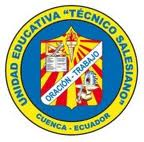 UNIDAD EDUCATIVA "TÉCNICO SALESIANO"
ORACIÓN - TRABAJO
CUENCA - ECUADOR